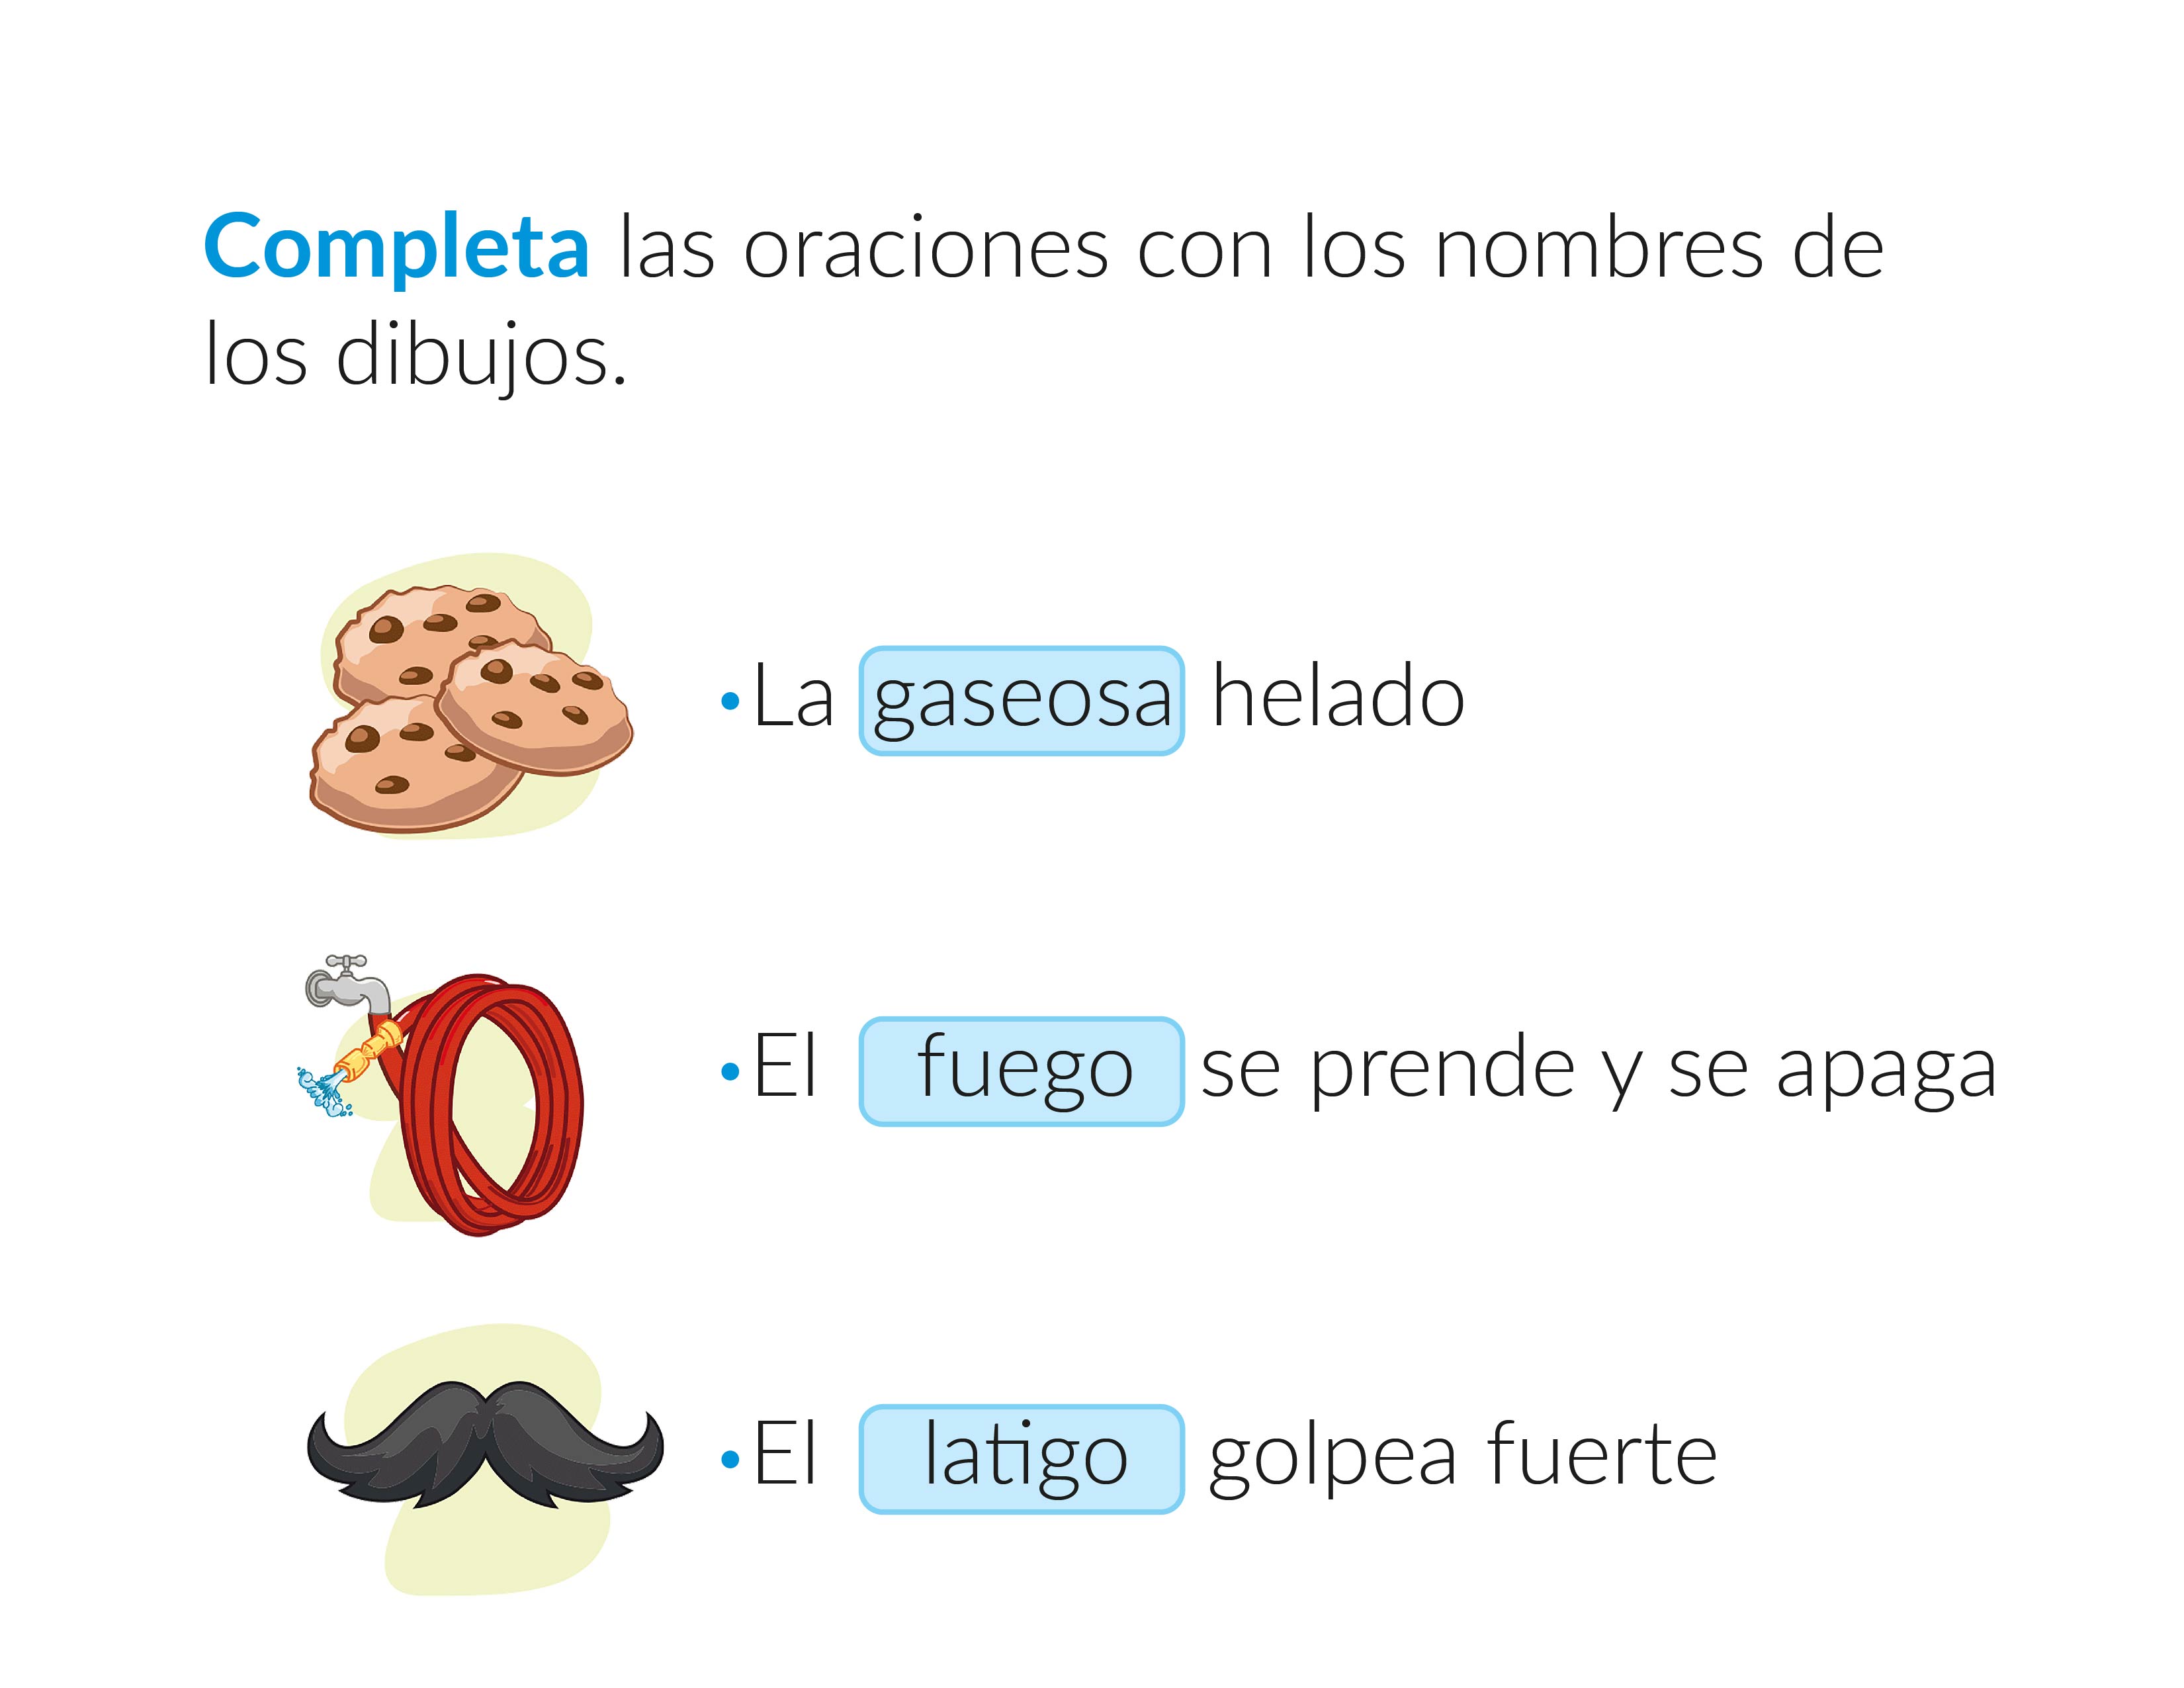 Completa las oraciones con los nombres de
los dibujos.
•La gaseosa helado
•El fuego se prende y se apaga
•El latigo golpea fuerte